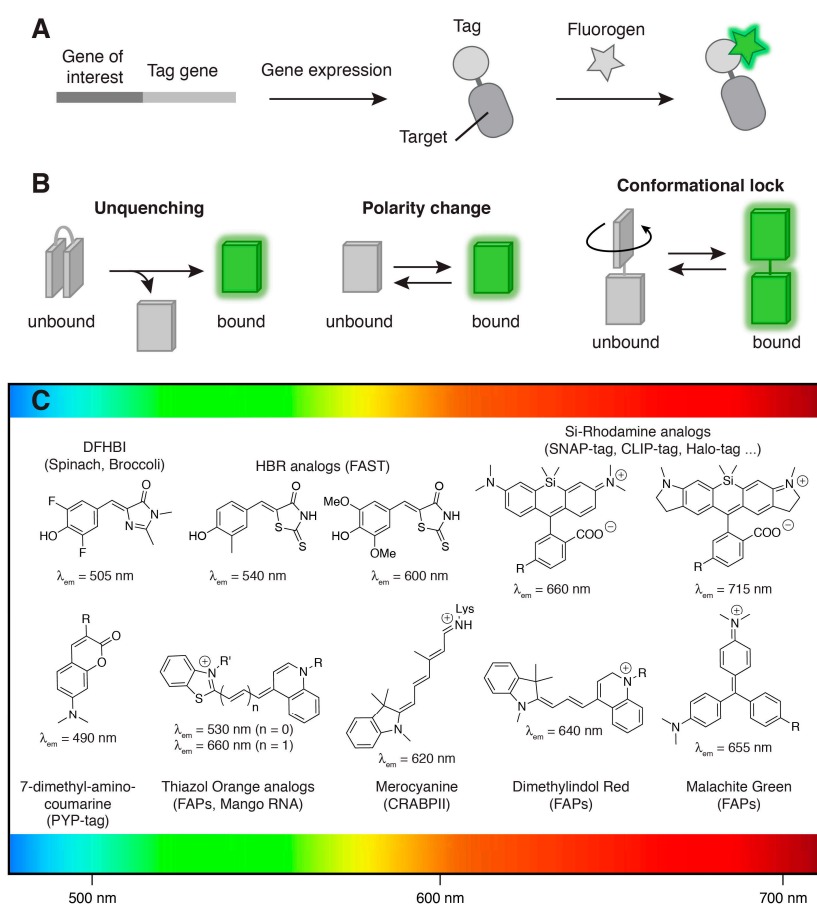 A
Gene of
interest
Tag gene
Gene expression
Tag
Target
Fluorogen
B
Unquenching
unbound
bound
Polarity change
unbound
bound
Conformational lock
unbound
bound
C
DFHBI
(Spinach, Broccoli)
F
HO
F
O
N
N
λem = 505 nm
HBR analogs (FAST)
HO
O
NH
S
S
λem = 540 nm
MeO
HO
OMe
O
NH
S
S
λem = 600 nm
Si-Rhodamine analogs
(SNAP-tag, CLIP-tag, Halo-tag ...)
N
Si
N
+
COO −
R
λem = 660 nm
N
Si
N
+
COO −
R
λem = 715 nm
R
O
O
N
λem = 490 nm
7-dimethyl-amino-
coumarine
(PYP-tag)
+
R'
N
S
n
N
R
λem = 530 nm (n = 0)
λem = 660 nm (n = 1)
Thiazol Orange analogs
(FAPs, Mango RNA)
Lys
+
NH
N
λem = 620 nm
Merocyanine
(CRABPII)
N
+
N
R
λem = 640 nm
Dimethylindol Red
(FAPs)
+
N
N
R
λem = 655 nm
Malachite Green
(FAPs)
500 nm
600 nm
700 nm